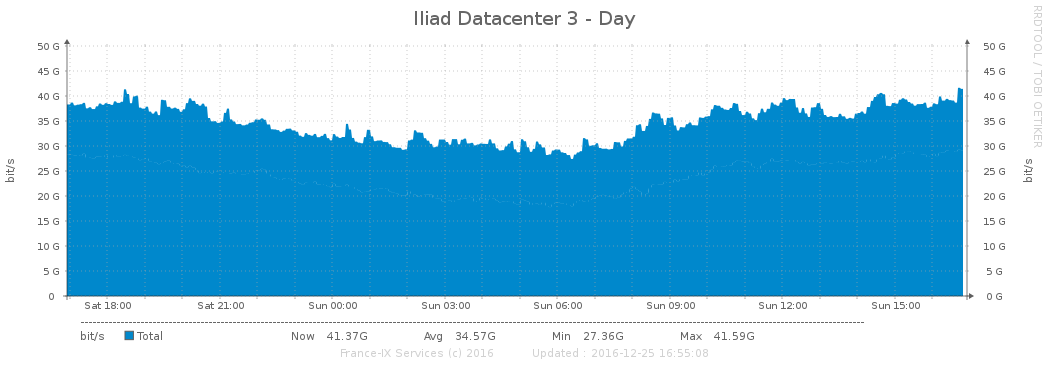 Iliad Datacenter 3 - Day
RRDTOOL / TOBI OETIKER
50 G 50 G
45 G 45 G
40 G 40 G
35 G 35 G
30 G 30 G
25 G 25 G
20 G 20 G
15 G 15 G
10 G 10 G
5 G 5 G
0 0 G
bit/s bit/s
Sat 18:00 Sat 21:00 Sun 00:00 Sun 03:00 Sun 06:00 Sun 09:00 Sun 12:00 Sun 15:00
bit/s Total Now 41.37G Avg 34.57G Min 27.36G Max 41.59G
France-IX Services (c) 2016 Updated : 2016-12-25 16:55:08